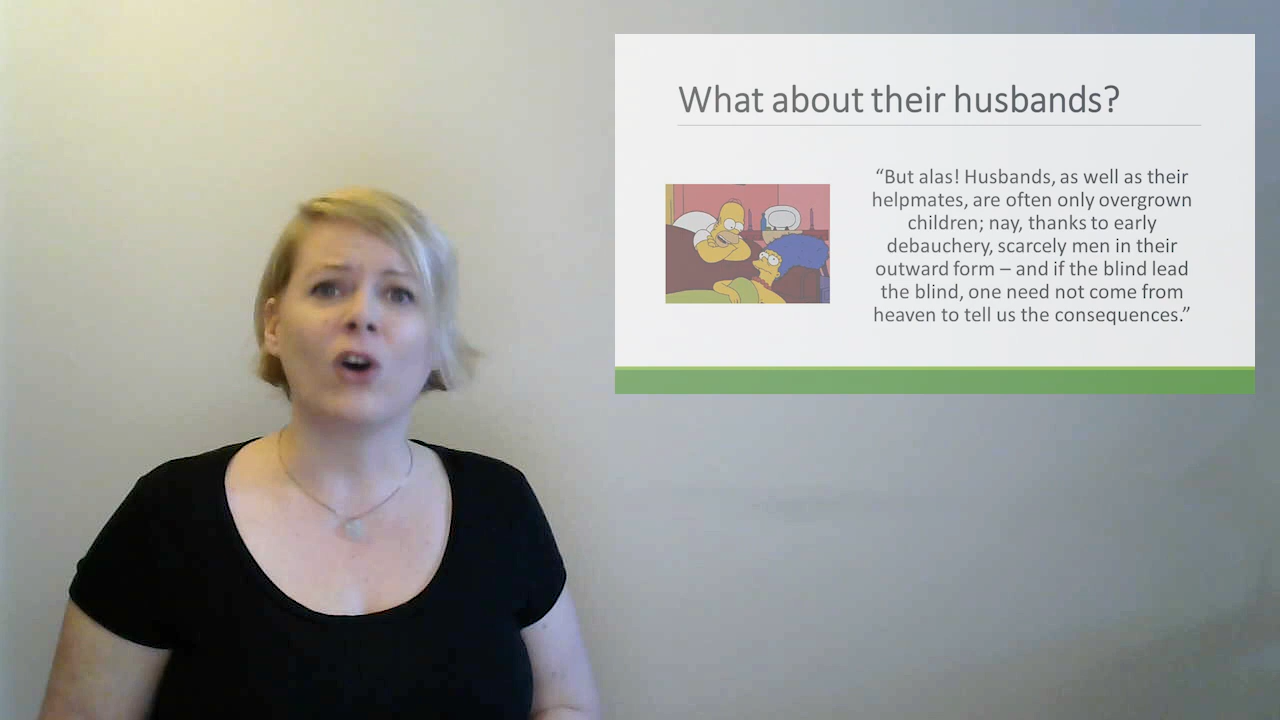 What about their husbands?
“But alas! Husbands, as well as their
helpmates, are often only overgrown
children; nay, thanks to early
debauchery, scarcely men in their
outward form – and if the blind lead
the blind, one need not come from
heaven to tell us the consequences.”